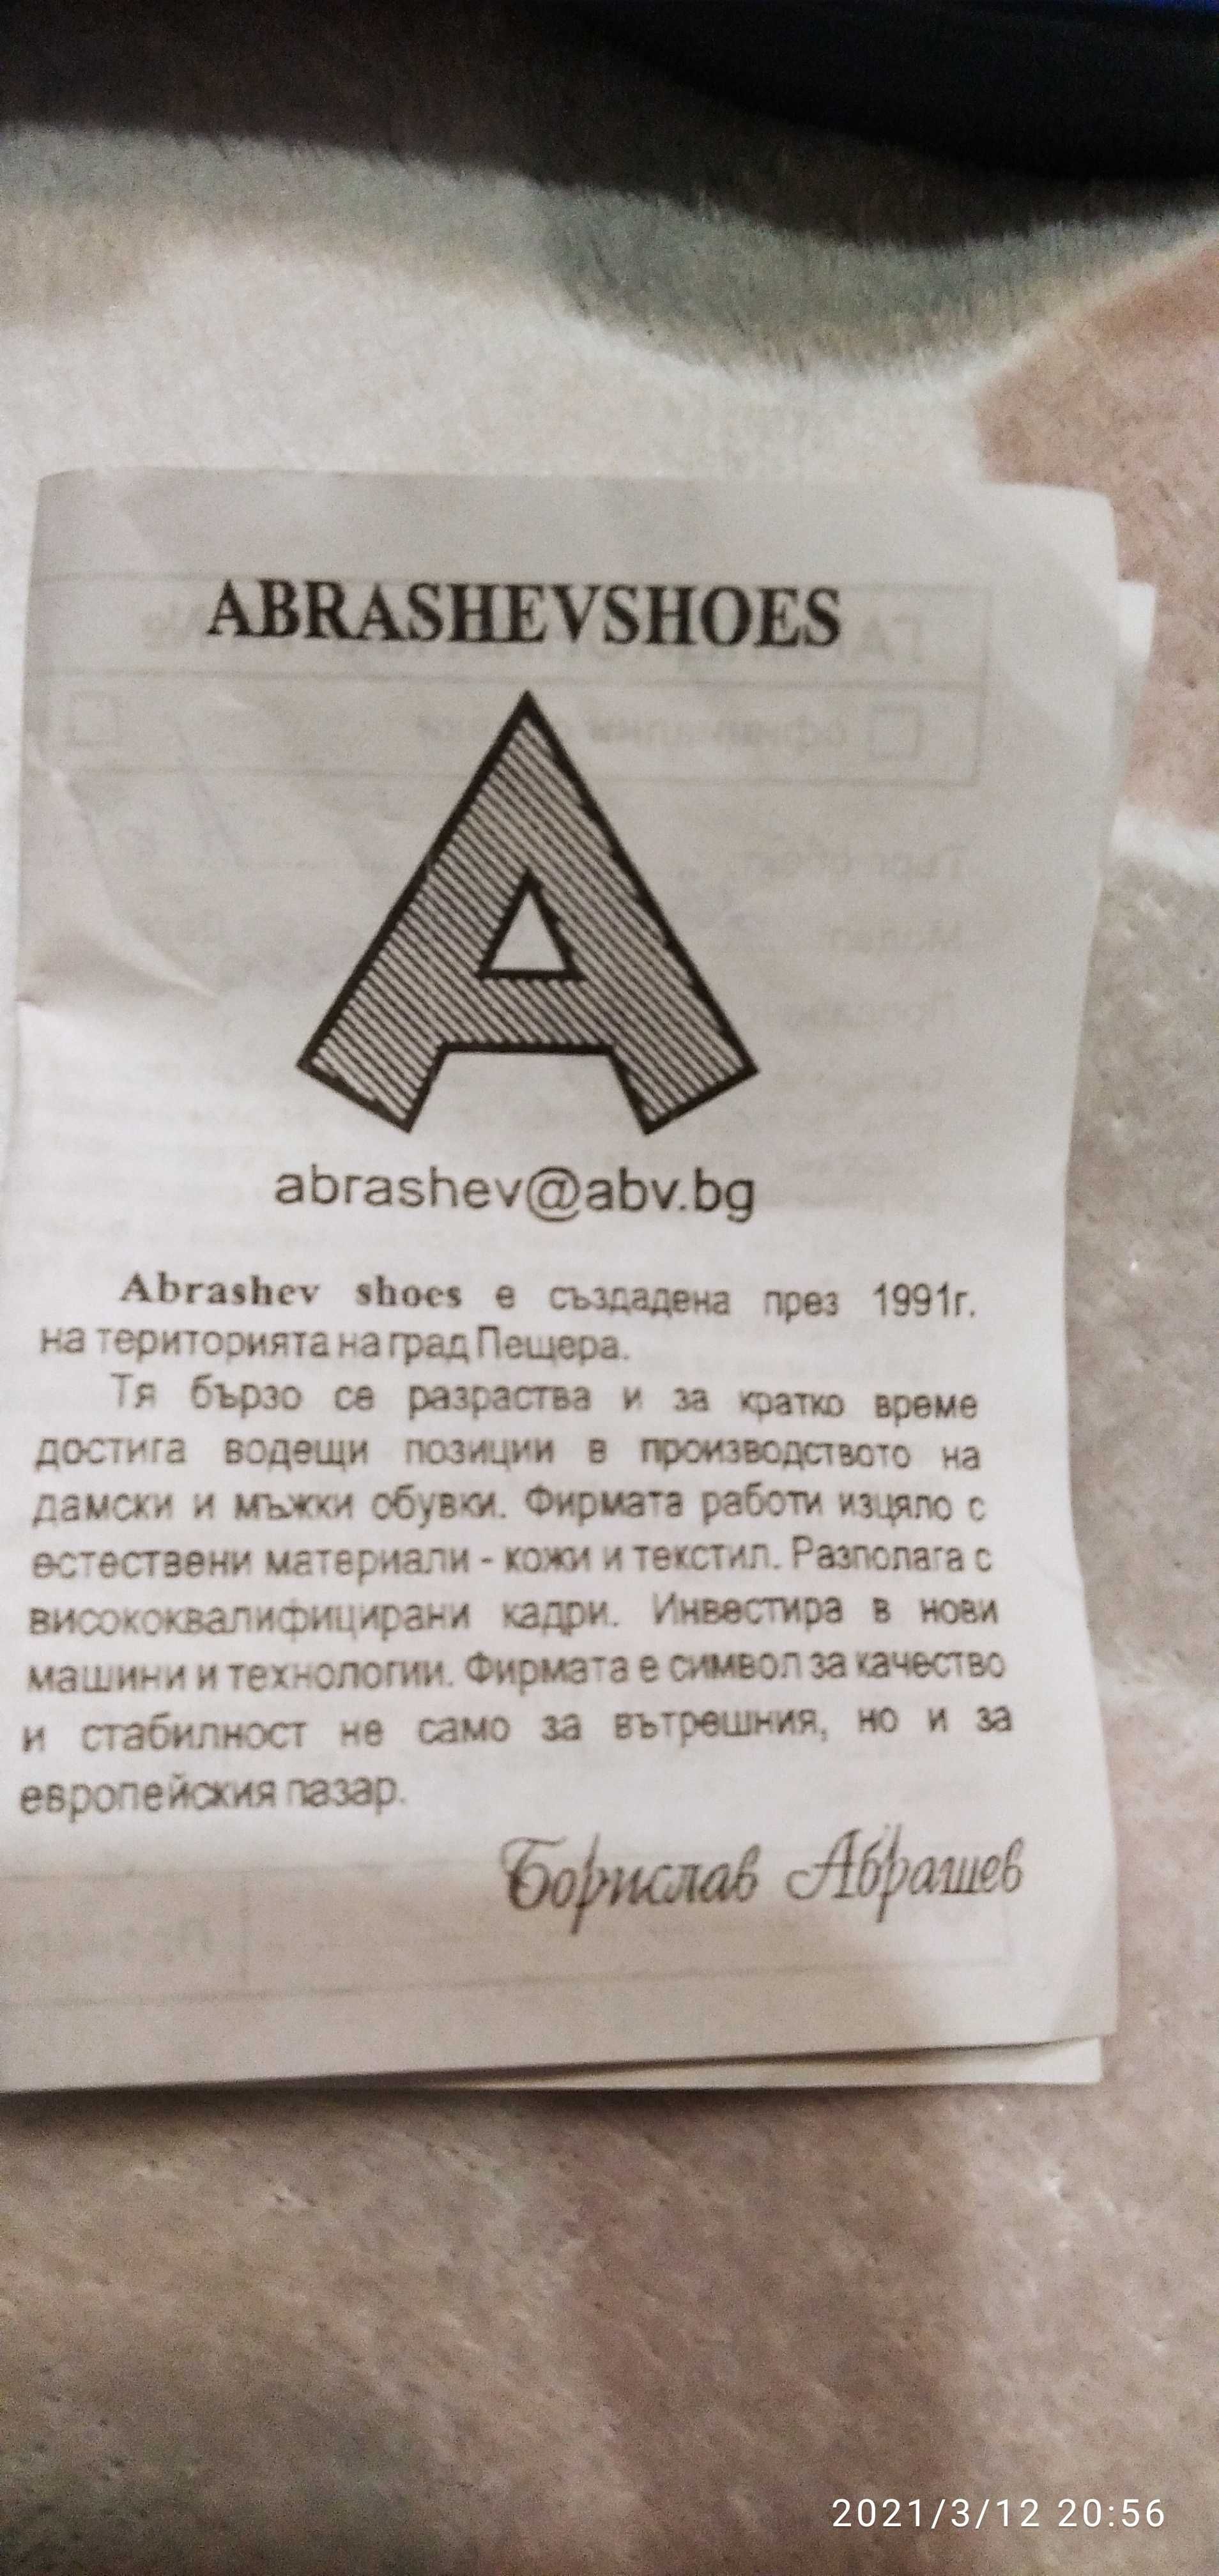 ABRASHEVSHOES
A
abrashev@abv.bg
Abrashev shoes е създадена през 1991г.
на територията на град Пещера.
Тя бързо се разраства и за кратко време
достига водещи позиции в производството на
дамски и мъжки обувки. Фирмата работи изцяло с
естествени материали - кожи и текстил. Разполага с
висококвалифицирани кадри. Инвестира в нови
машини и технологии. Фирмата е символ за качество
и стабилност не само за вътрешния, но и за
европейския пазар.
Борислав Абрашев
2021/3/12 20:56